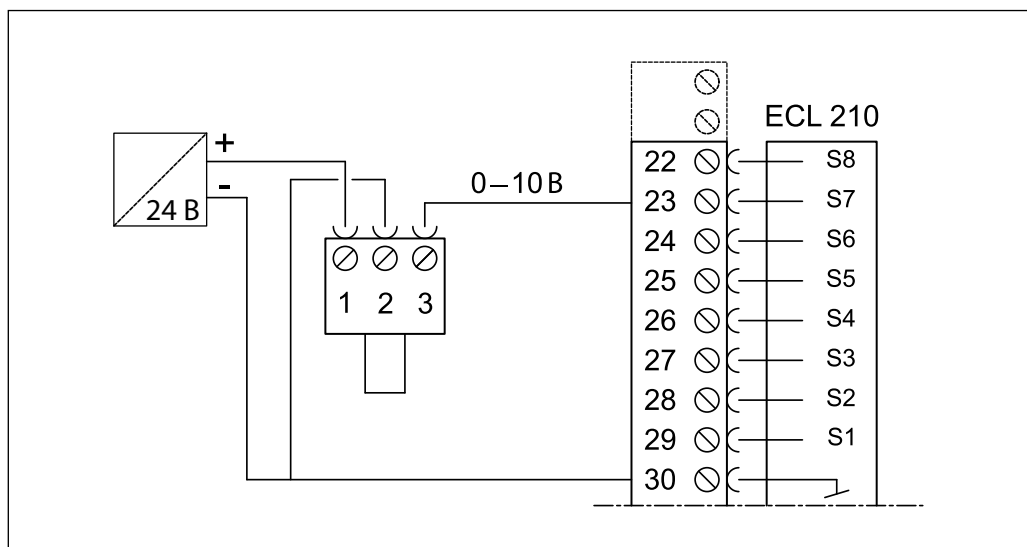 ECL 210
+
-
24 В
0–10 В
1 2 3
22 S8
23 S7
24 S6
25 S5
26 S4
27 S3
28 S2
29 S1
30